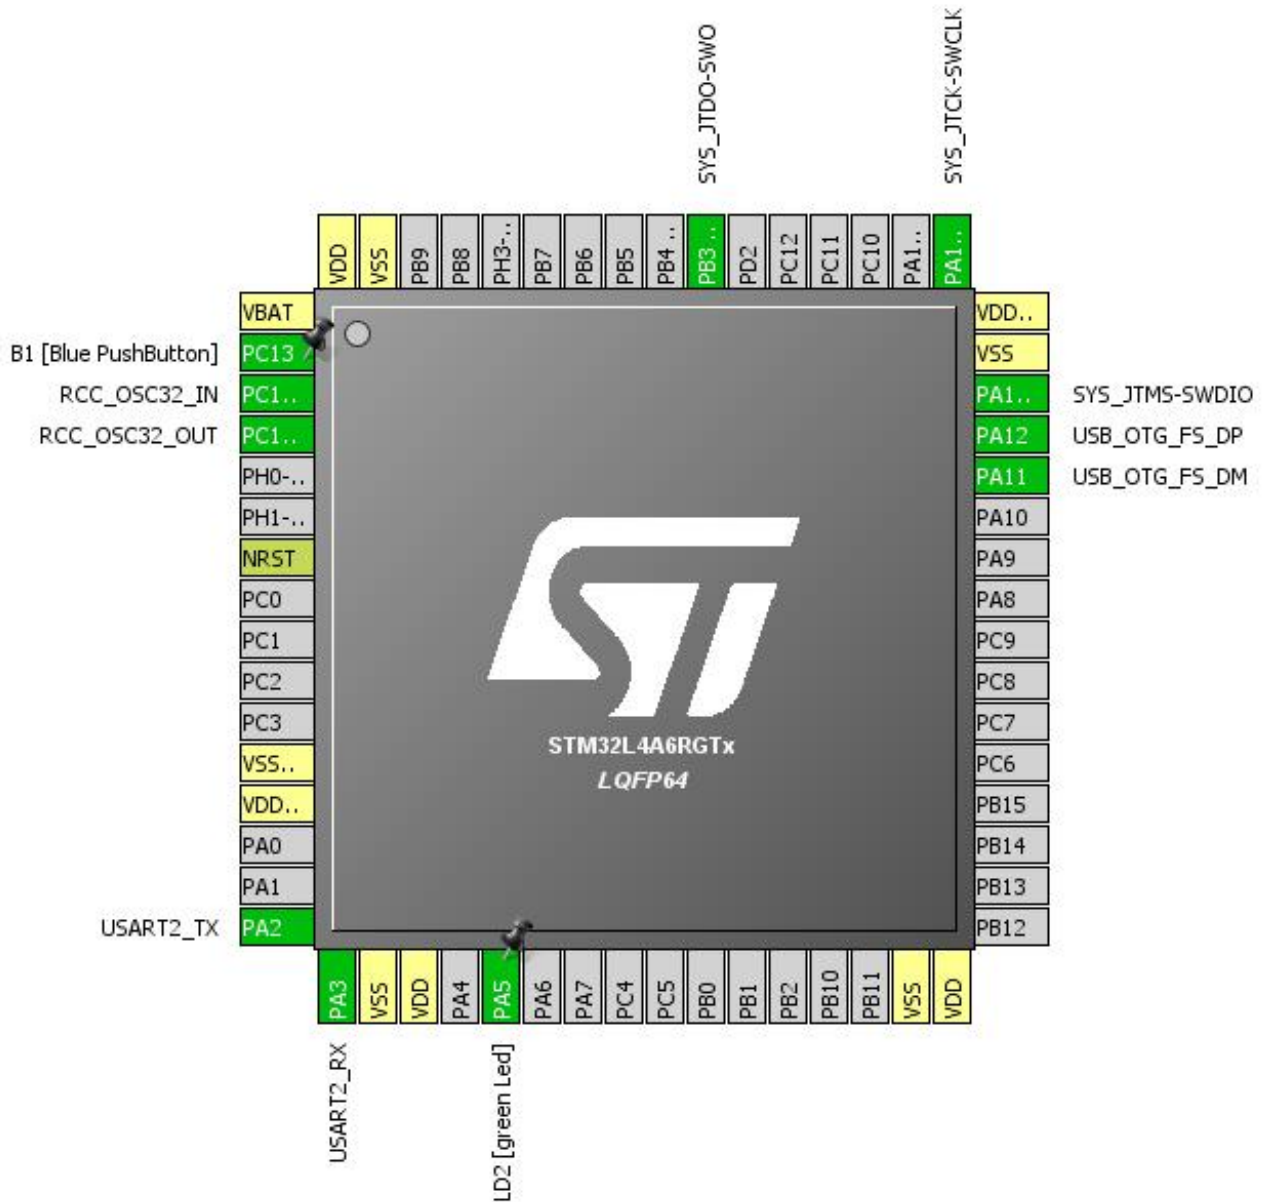 SYS_JTDO-SWO
SYS_JTCK-SWCLK
VDD
VSS
PB9
PB8
PH3-..
PB7
PB6
PB5
PB4 ..
PB3 ..
PD2
PC12
PC11
PC10
PA1..
PA1..
VBAT
B1 [Blue PushButton] PC13
RCC_OSC32_IN PC1..
RCC_OSC32_OUT PC1..
PH0-..
PH1-..
NRST
PC0
PC1
PC2
PC3
VSS..
VDD..
PA0
PA1
USART2_TX PA2
VDD..
VSS
PA1.. SYS_JTMS-SWDIO
PA12 USB_OTG_FS_DP
PA11 USB_OTG_FS_DM
PA10
PA9
PA8
PC9
PC8
PC7
PC6
PB15
PB14
PB13
PB12
ST
STM32L4A6RGTx
LQFP64
PA3
VSS
VDD
PA4
PA5
PA6
PA7
PC4
PC5
PB0
PB1
PB2
PB10
PB11
VSS
VDD
USART2_RX
LD2 [green Led]